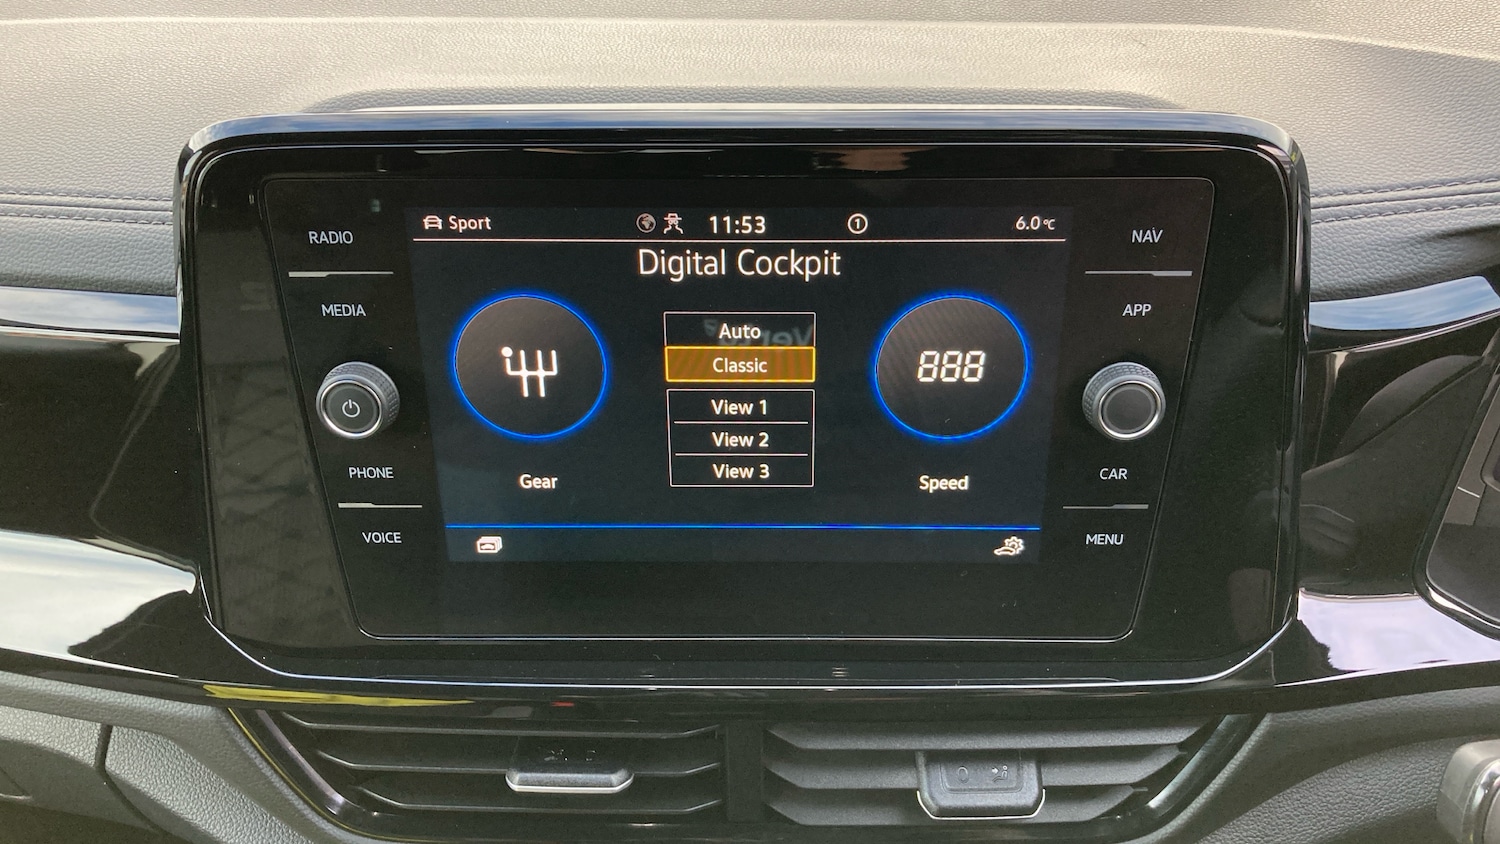 Sport 11:53 1 6.0°C
Digital Cockpit
RADIO
MEDIA
PHONE
VOICE
Auto
Classic
View 1
View 2
View 3
Gear
888
Speed
NAV
APP
CAR
MENU